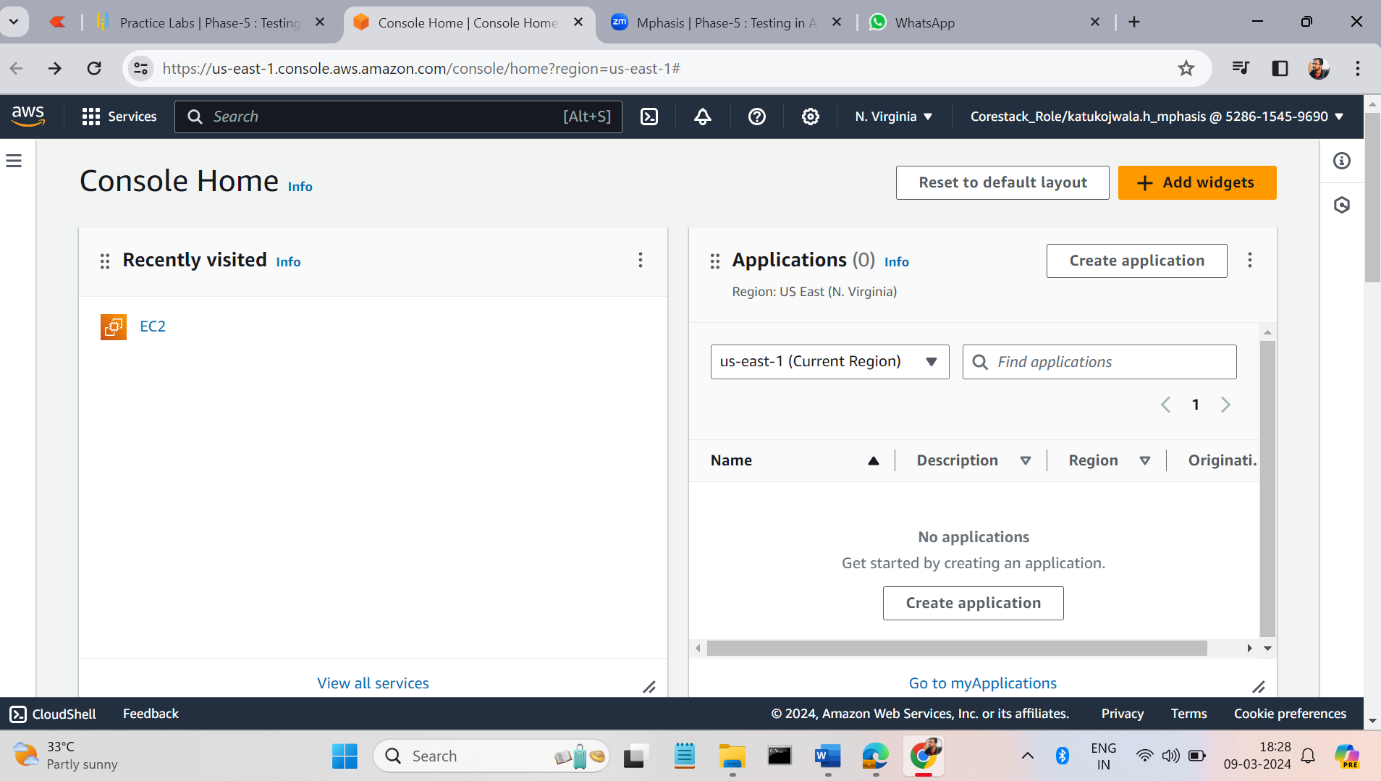 Practice Labs | Phase-5 : Testing
Console Home | Console Home
zm
Mphasis | Phase-5 : Testing in A
WhatsApp
https://us-east-1.console.aws.amazon.com/console/home?region=us-east-1#
aws
Services
Search
[Alt+S]
N. Virginia
Corestack_Role/katukojwala.h_mphasis @ 5286-1545-9690
Console Home Info
Reset to default layout
Add widgets
Recently visited Info
EC2
View all services
Applications (0) Info
Create application
Region: US East (N. Virginia)
us-east-1 (Current Region)
Find applications
1
Name
Description
Region
Originati.
No applications
Get started by creating an application.
Create application
Go to myApplications
CloudShell
Feedback
© 2024, Amazon Web Services, Inc. or its affiliates.
Privacy
Terms
Cookie preferences
33°C
Partly sunny
Search
ENG
IN
18:28
09-03-2024
PRE